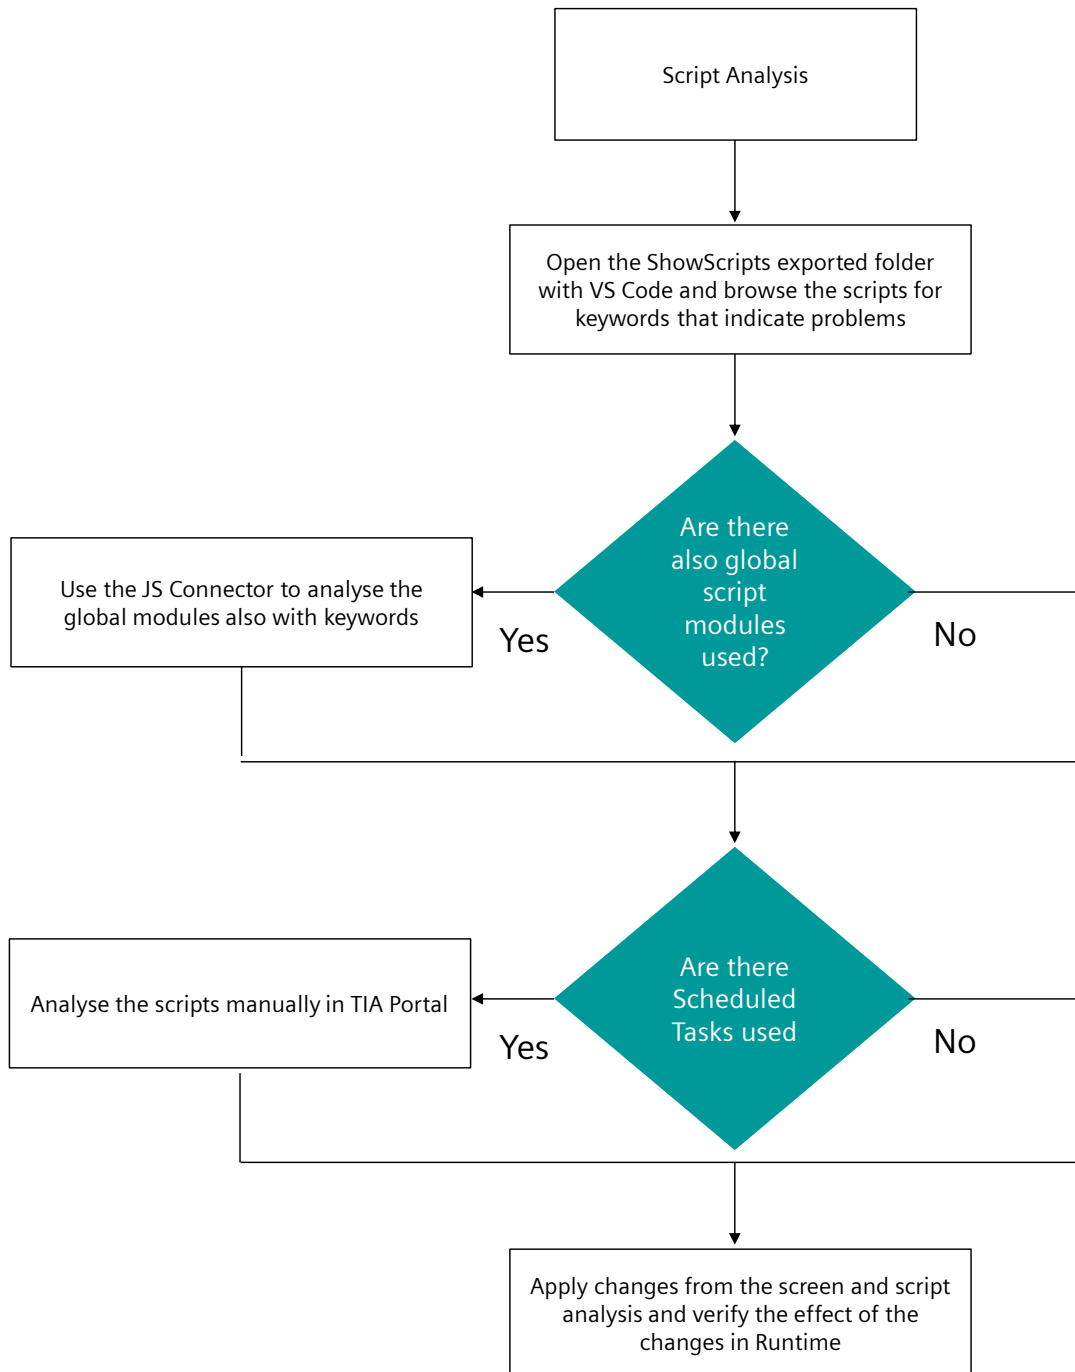 Script Analysis
Open the ShowScripts exported folder
with VS Code and browse the scripts for
keywords that indicate problems
Are there
also global
script
modules
used?
Use the JS Connector to analyse the
global modules also with keywords
Yes
No
Are there
Scheduled
Tasks used
Analyse the scripts manually in TIA Portal
Yes
No
Apply changes from the screen and script
analysis and verify the effect of the
changes in Runtime